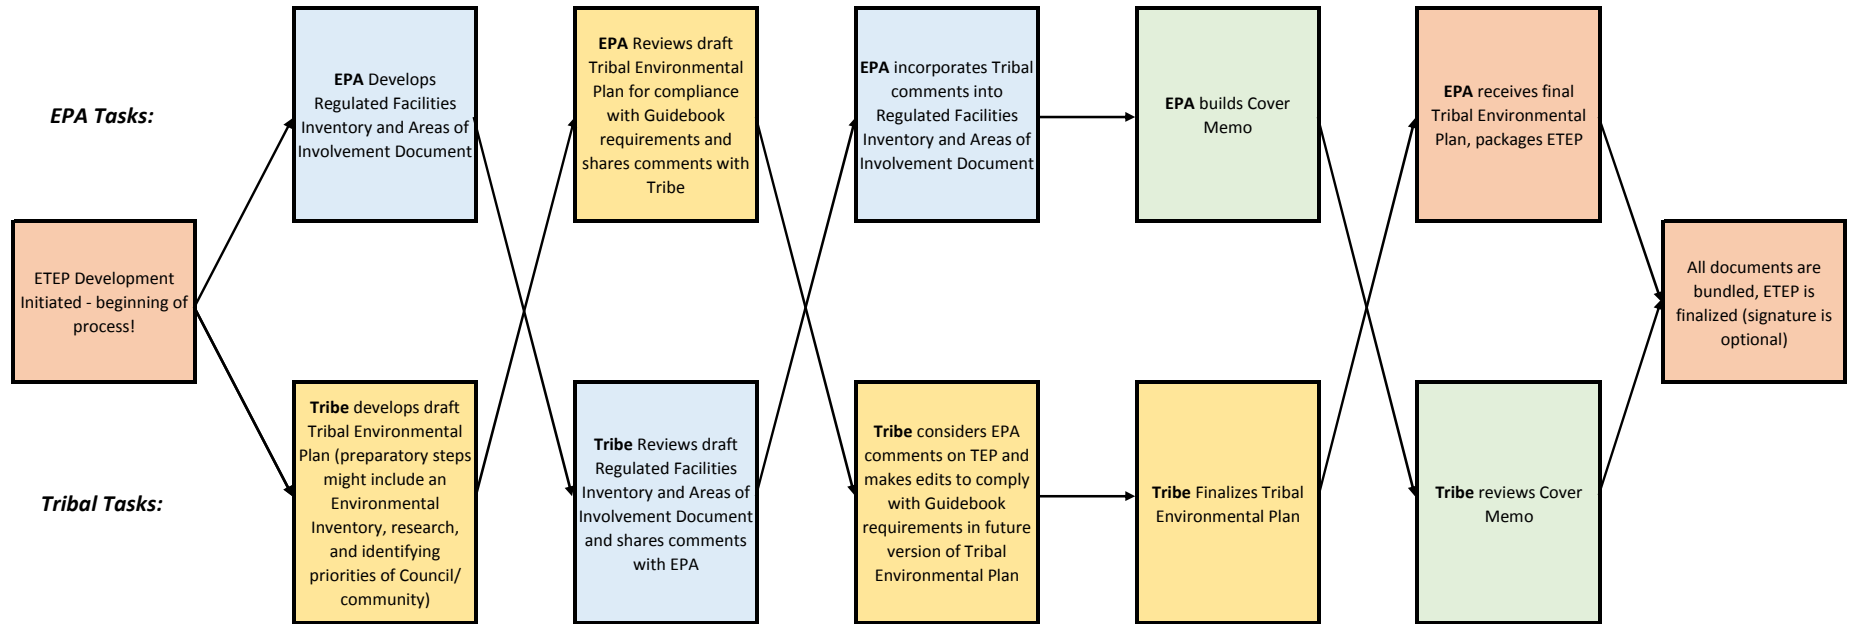 EPA Tasks:
EPA Develops
Regulated Facilities
Inventory and Areas of
Involvement Document
EPA Reviews draft
Tribal Environmental
Plan for compliance
with Guidebook
requirements and
shares comments with
Tribe
EPA incorporates Tribal
comments into
Regulated Facilities
Inventory and Areas of
Involvement Document
EPA builds Cover
Memo
EPA receives final
Tribal Environmental
Plan, packages ETEP
ETEP Development
Initiated - beginning of
process!
All documents are
bundled, ETEP is
finalized (signature is
optional)
Tribal Tasks:
Tribe develops draft
Tribal Environmental
Plan (preparatory steps
might include an
Environmental
Inventory, research,
and identifying
priorities of Council/
community)
Tribe Reviews draft
Regulated Facilities
Inventory and Areas of
Involvement Document
and shares comments
with EPA
Tribe considers EPA
comments on TEP and
makes edits to comply
with Guidebook
requirements in future
version of Tribal
Environmental Plan
Tribe Finalizes Tribal
Environmental Plan
Tribe reviews Cover
Memo